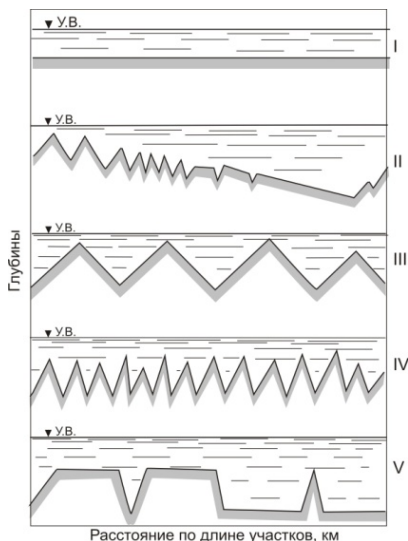 У.В.
I
У.В.
II
У.В.
III
У.В.
IV
У.В.
V
Глубины
Расстояние по длине участков, км